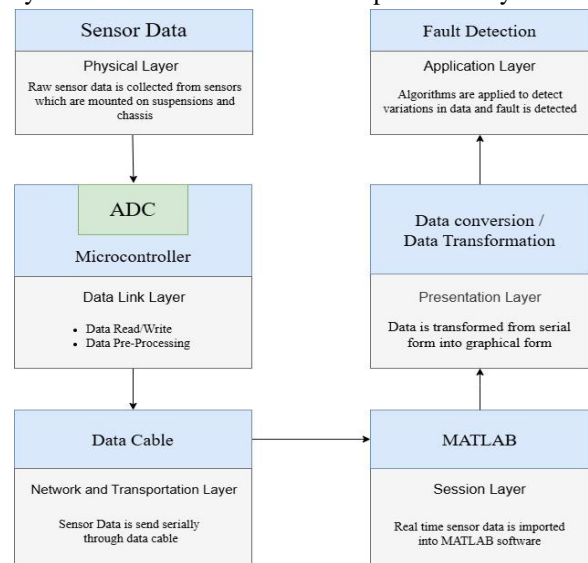 Sensor Data
Physical Layer
Raw sensor data is collected from sensors
which are mounted on suspensions and
chassis
ADC
Microcontroller
Data Link Layer
• Data Read/Write
• Data Pre-Processing
Data Cable
Network and Transportation Layer
Sensor Data is send serially
through data cable
MATLAB
Session Layer
Real time sensor data is imported
into MATLAB software
Data conversion /
Data Transformation
Presentation Layer
Data is transformed from serial
form into graphical form
Fault Detection
Application Layer
Algorithms are applied to detect
variations in data and fault is detected